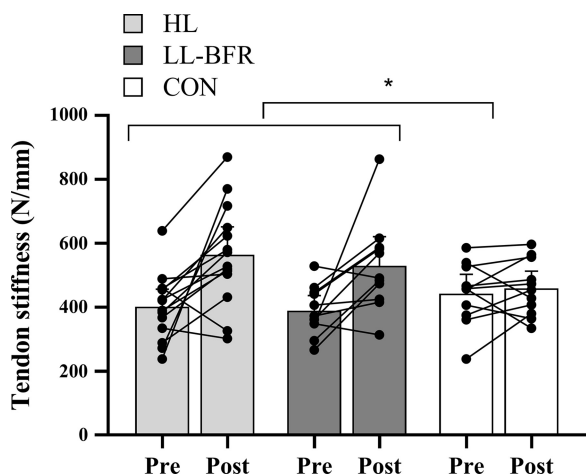 HL
LL-BFR
CON
*
Tendon stiffness (N/mm)
1000
800
600
400
200
0
Pre Post Pre Post Pre Post